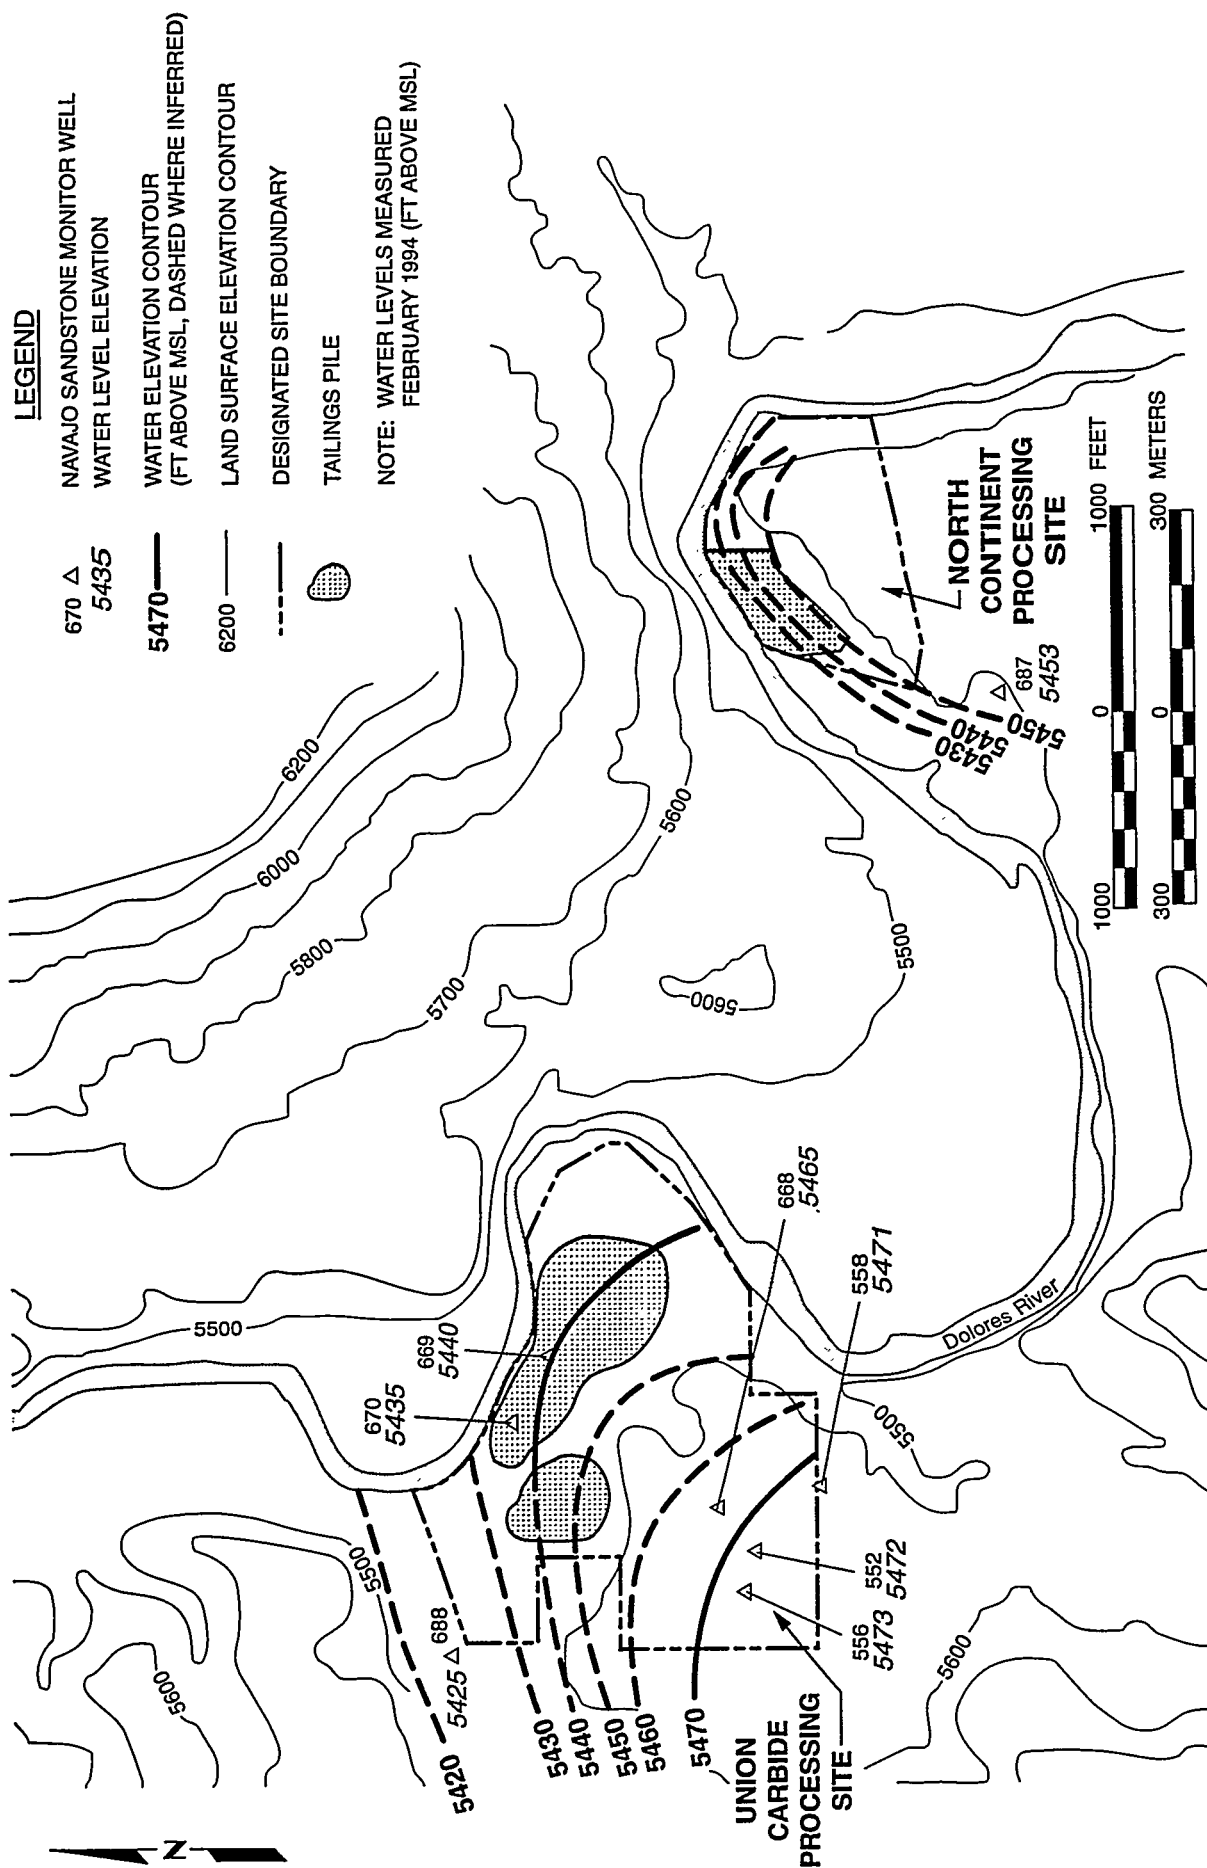 LEGEND
670
5435
NAVAJO SANDSTONE MONITOR WELL
WATER LEVEL ELEVATION
5470
WATER ELEVATION CONTOUR
(FT ABOVE MSL, DASHED WHERE INFERRED)
6200
LAND SURFACE ELEVATION CONTOUR
DESIGNATED SITE BOUNDARY
TAILINGS PILE
NOTE: WATER LEVELS MEASURED
FEBRUARY 1994 (FT ABOVE MSL)
N
6200
6000
5800
5700
5600
5600
5500
5500
5500
5600
5500
5600
670
5435
669
5440
688
5425
668
5465
558
5471
552
5472
556
5473
5420
5430
5440
5450
5460
5470
UNION
CARBIDE
PROCESSING
SITE
Dolores River
5430
5440
5450
687
5453
NORTH
CONTINENT
PROCESSING
SITE
1000
0
1000 FEET
300
0
300 METERS